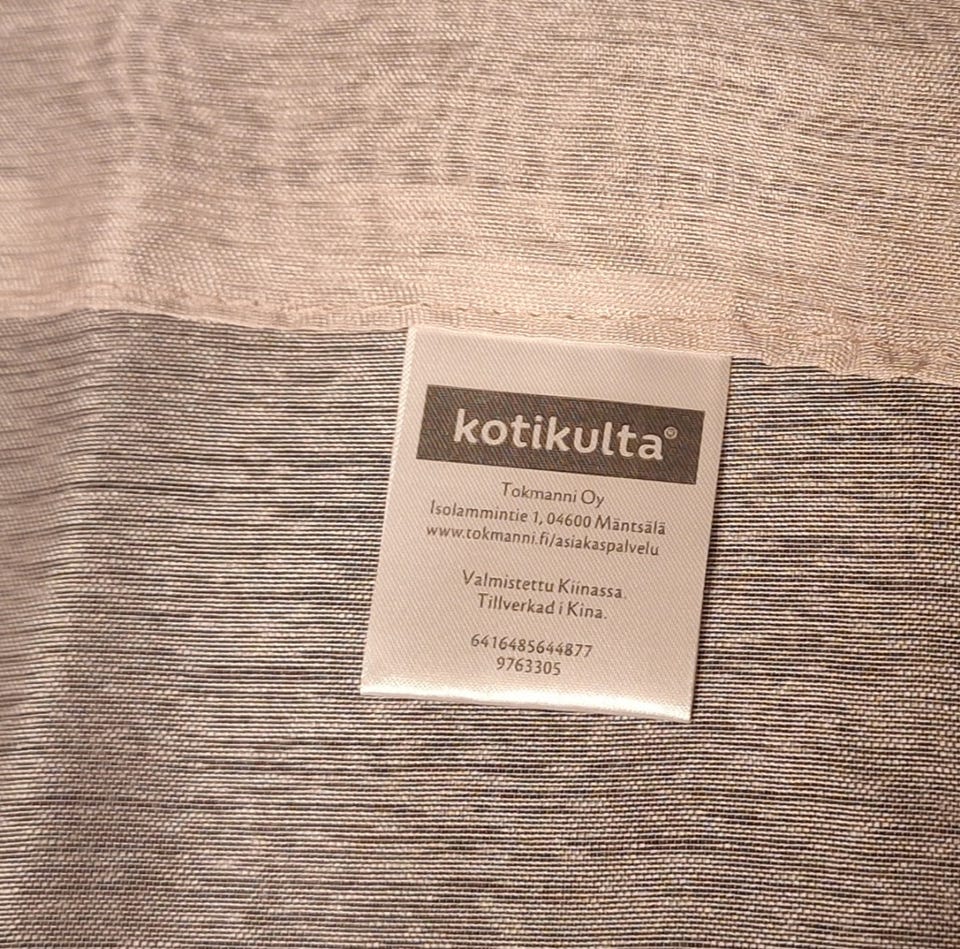 kotikulta®
Tokmanni Oy
Isolammintie 1, 04600 Mäntsälä
www.tokmanni.fi/asiakaspalvelu
Valmistettu Kiinassa.
Tillverkad i Kina.
6416485644877
9763305